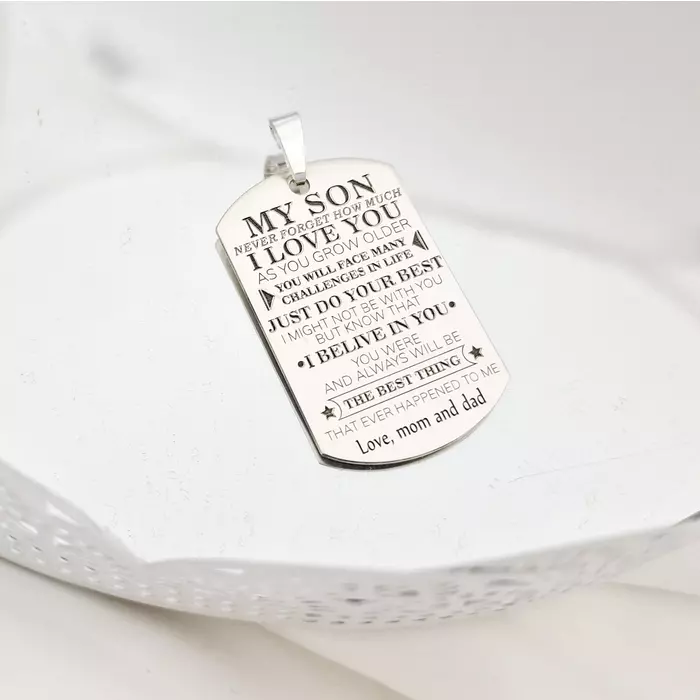 MY SON
NEVER FORGET HOW MUCH
I LOVE YOU
AS YOU GROW OLDER
YOU WILL FACE MANY
CHALLENGES IN LIFE
JUST DO YOUR BEST
I MIGHT NOT BE WITH YOU
BUT KNOW THAT
•I BELIVE IN YOU•
YOU WERE
AND ALWAYS WILL BE
THE BEST THING
THAT EVER HAPPENED TO ME
Love, mom and dad